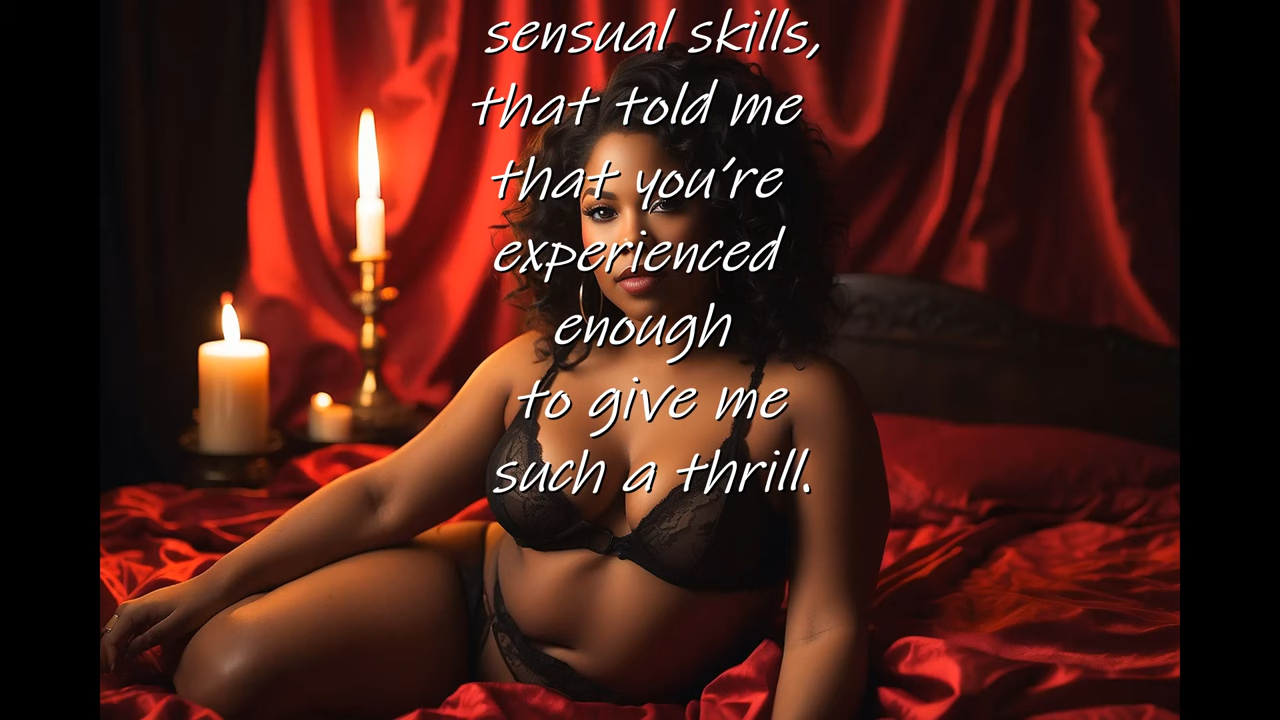 sensual skills,
that told me
that you're
experienced
enough
to give me
such a thrill.